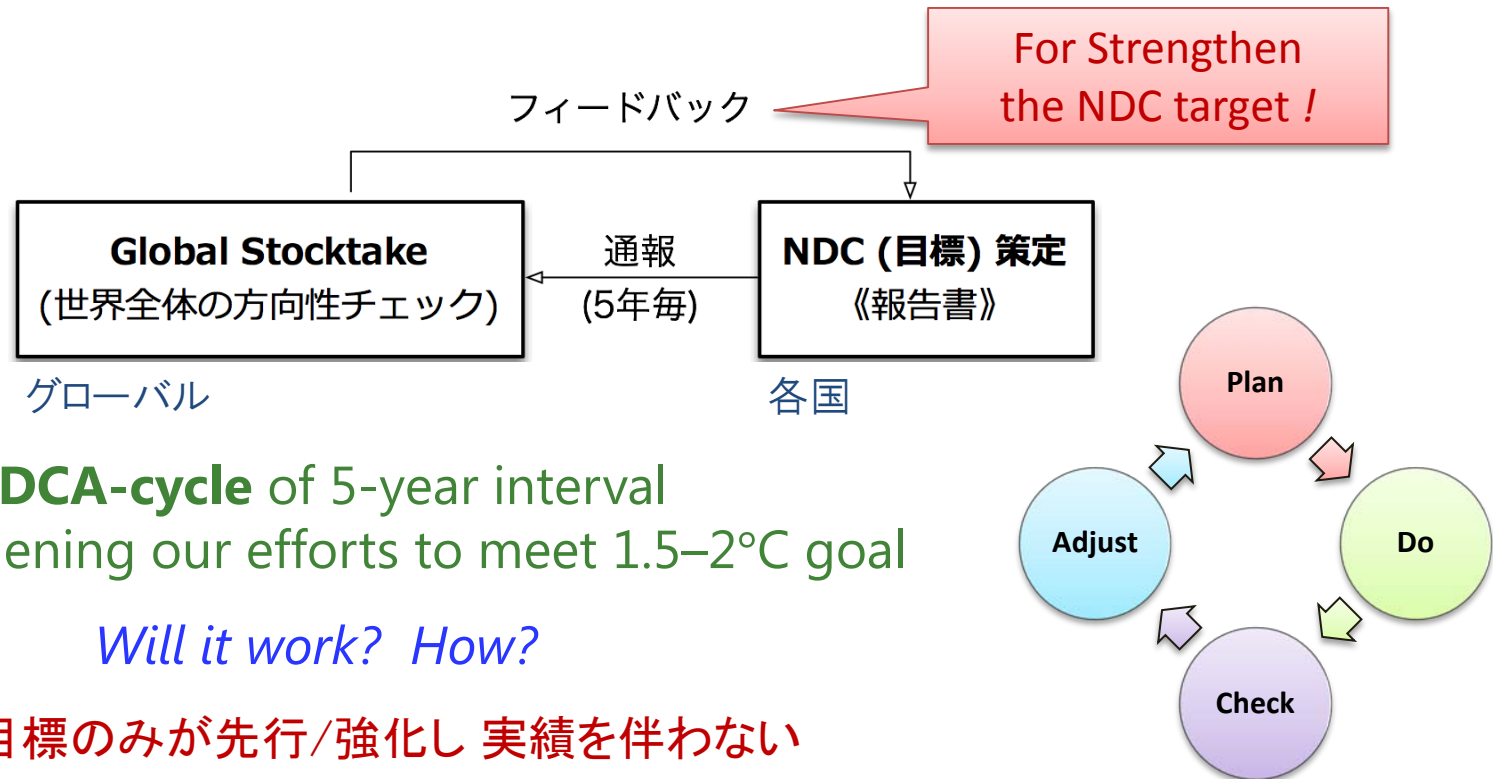 For Strengthen
the NDC target !
フィードバック
Global Stocktake
(世界全体の方向性チェック)
通報
(5年毎)
NDC (目標) 策定
《報告書》
グローバル
各国
DCA-cycle of 5-year interval
ening our efforts to meet 1.5–2°C goal
Will it work? How?
目標のみが先行/強化し 実績を伴わない
Plan
Do
Check
Adjust